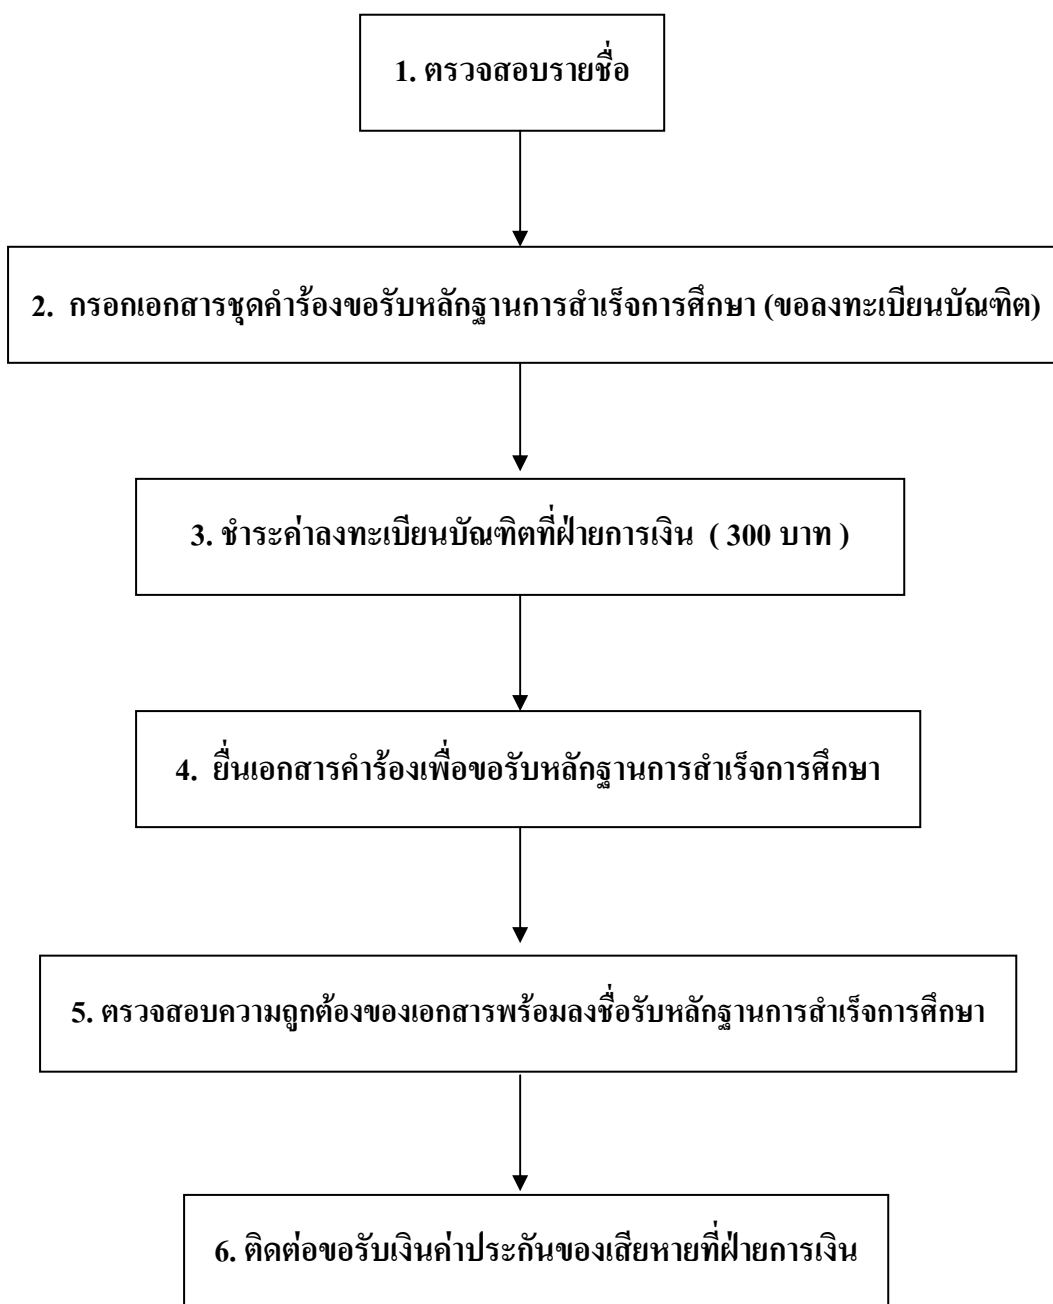 1. ตรวจสอบรายชื่อ
2. กรอกเอกสารชุดคำร้องขอรับหลักฐานการสำเร็จการศึกษา (ขอลงทะเบียนบัณฑิต)
3. ชำระค่าลงทะเบียนบัณฑิตที่ฝ่ายการเงิน ( 300 บาท )
4. ยื่นเอกสารคำร้องเพื่อขอรับหลักฐานการสำเร็จการศึกษา
5. ตรวจสอบความถูกต้องของเอกสารพร้อมลงชื่อรับหลักฐานการสำเร็จการศึกษา
6. ติดต่อขอรับเงินค่าประกันของเสียหายที่ฝ่ายการเงิน